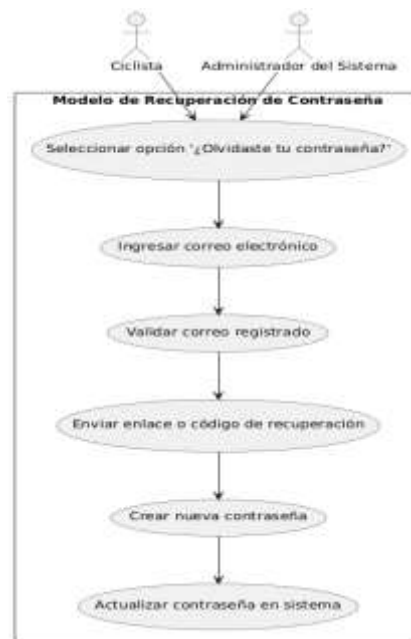 Ciclista
Administrador del Sistema
Modelo de Recuperación de Contraseña
Seleccionar opción '¿Olvidaste tu contraseña?'
Ingresar correo electrónico
Validar correo registrado
Enviar enlace o código de recuperación
Crear nueva contraseña
Actualizar contraseña en sistema